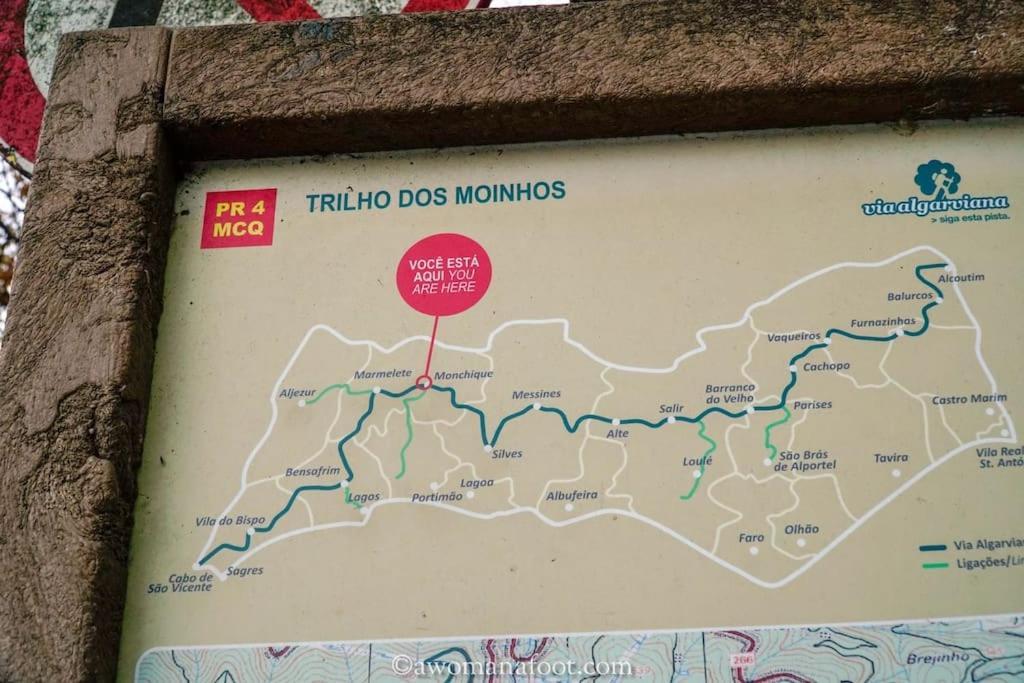 PR 4
MCQ
TRILHO DOS MOINHOS
via algarviana
> siga esta pista.
VOCÊ ESTÁ
AQUI YOU
ARE HERE
Alcoutim
Balurcos
Furnazinhas
Vaqueiros
Cachopo
Marmelete
Monchique
Aljezur
Messines
Barranco
do Velho
Parises
Castro Marim
Salir
Alte
Silves
São Brás
de Alportel
Tavira
Vila Real
St. Antó
Bensafrim
Loulé
Lagoa
Lagos
Portimão
Albufeira
Vila do Bispo
Faro
Olhão
Sagres
Cabo de
São Vicente
Via Algarvia
Ligações/Lin
266
Brejinho
©awomanafoot.com